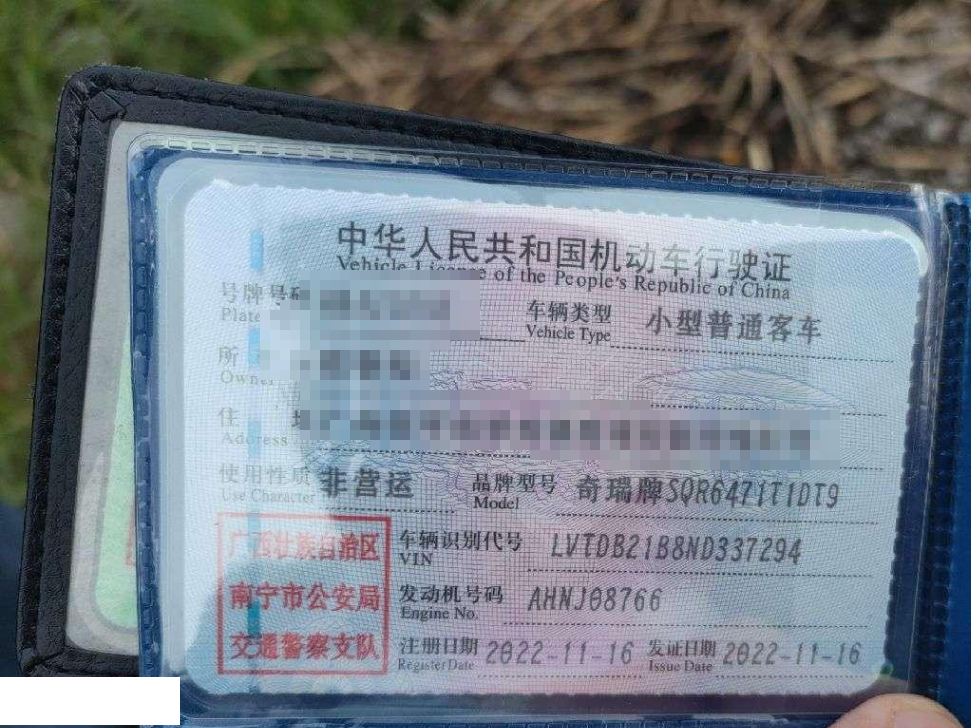 中华人民共和国机动车行驶证
Vehicle License of the People's Republic of China
号牌号码
Plate
车辆类型 小型普通客车
Vehicle Type
所
Owner
住
Address
使用性质 非营运
Use Character
品牌型号 奇瑞牌SQR6471T1DT9
Model
广西壮族自治区
南宁市公安局
交通警察支队
车辆识别代号 LVTDB21B8ND337294
VIN
发动机号码 AHNJ08766
Engine No.
注册日期 2022-11-16 发证日期 2022-11-16
Register Date Issue Date